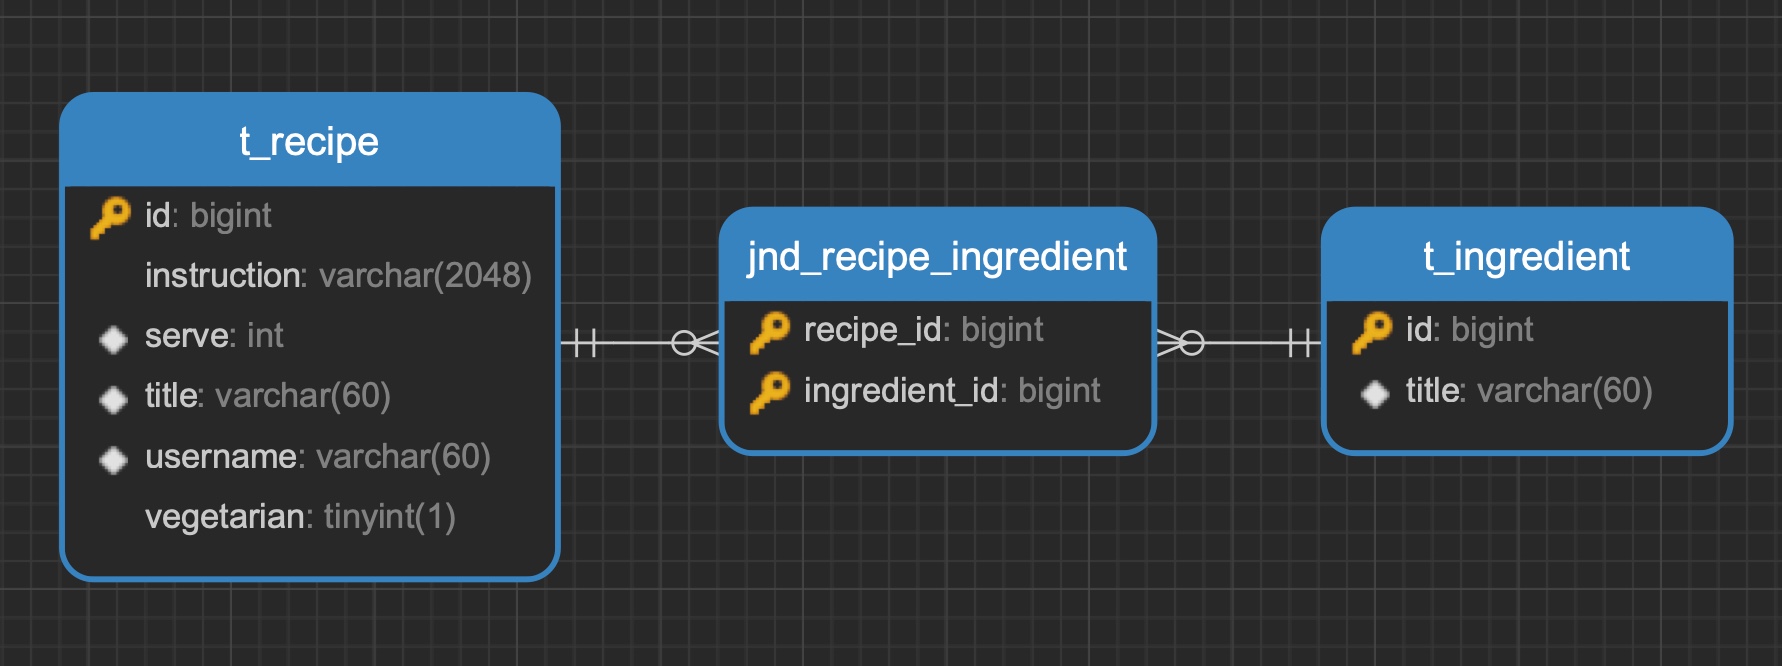 t_recipe
id: bigint
instruction: varchar(2048)
serve: int
title: varchar(60)
username: varchar(60)
vegetarian: tinyint(1)
jnd_recipe_ingredient
recipe_id: bigint
ingredient_id: bigint
t_ingredient
id: bigint
title: varchar(60)